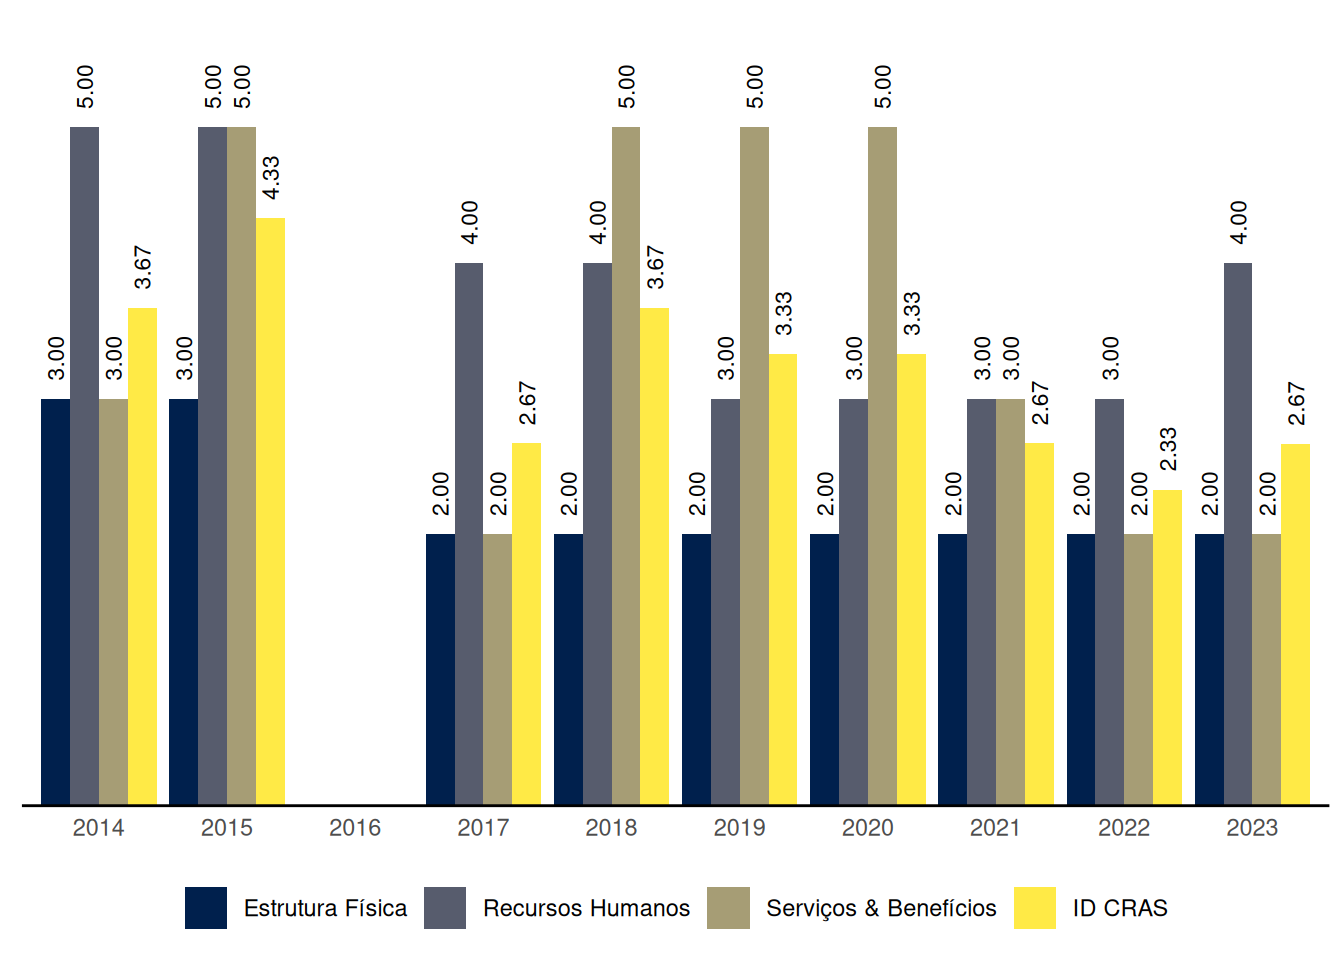 3.00 5.00 3.00 3.67
3.00 5.00 5.00 4.33
2.00 4.00 2.00 2.67
2.00 4.00 5.00 3.67
2.00 3.00 5.00 3.33
2.00 3.00 5.00 3.33
2.00 3.00 3.00 2.67
2.00 3.00 2.00 2.33
2.00 4.00 2.00 2.67
2014 2015 2016 2017 2018 2019 2020 2021 2022 2023
Estrutura Física Recursos Humanos Serviços & Benefícios ID CRAS